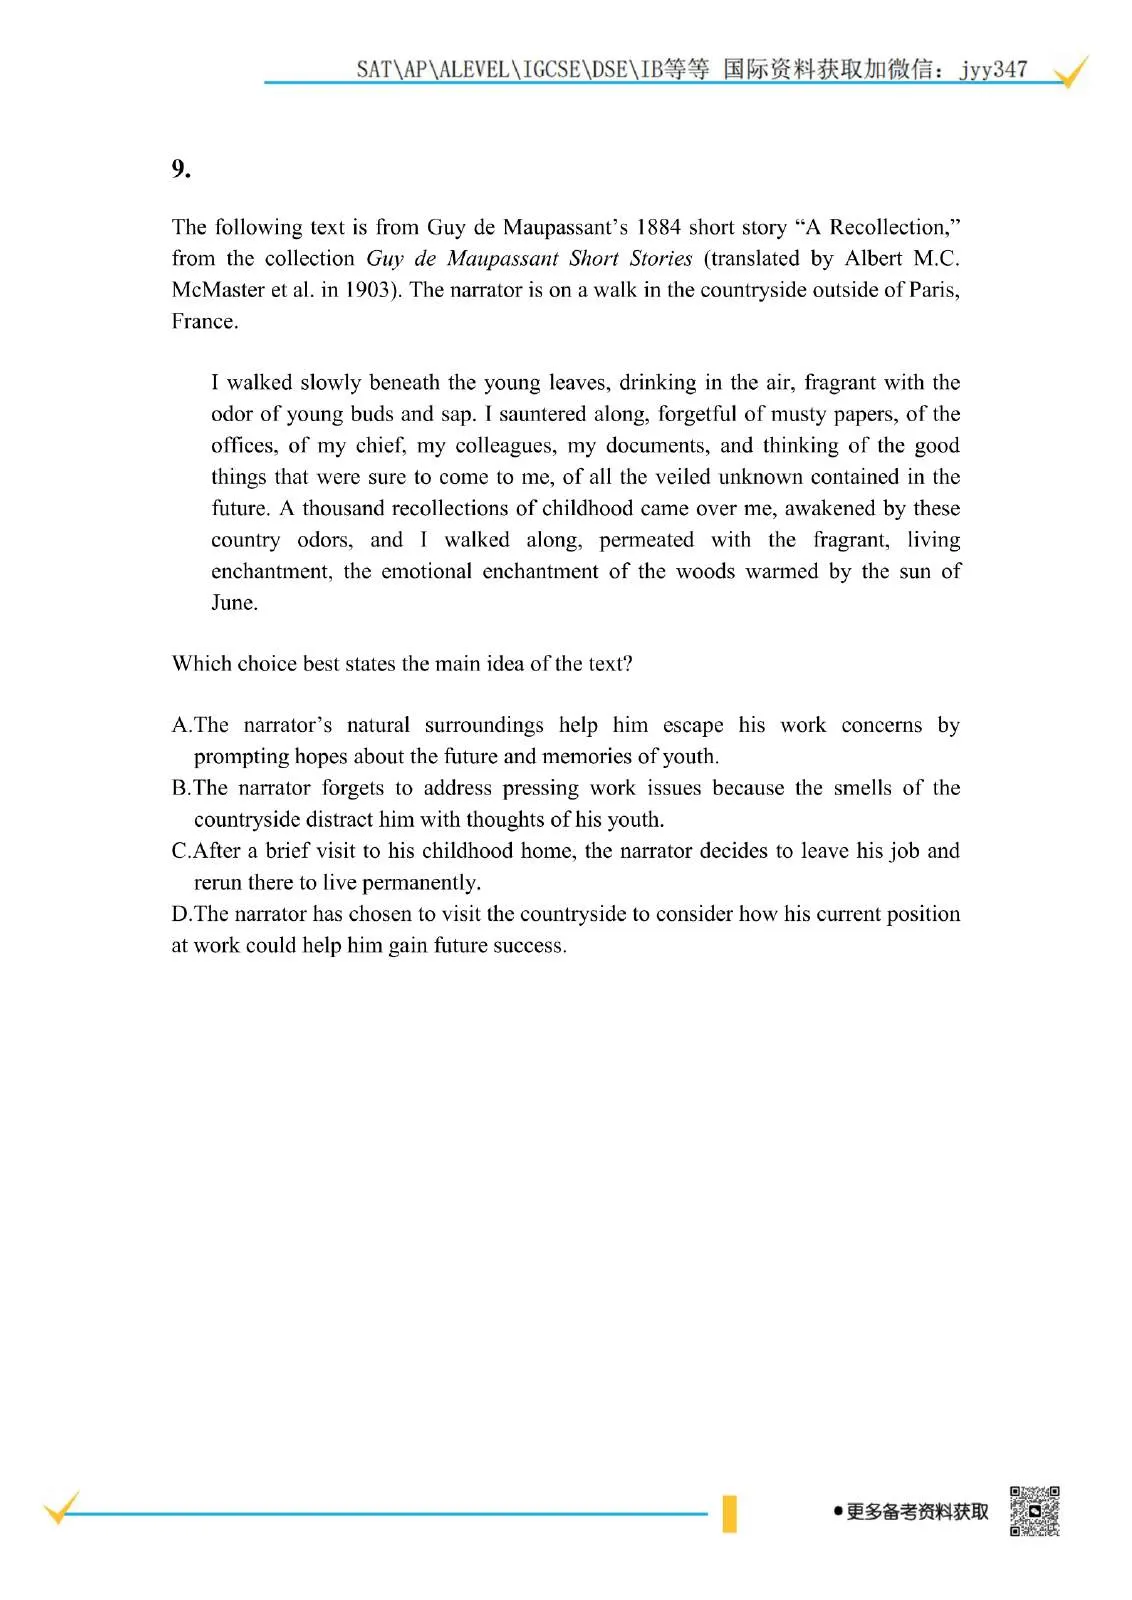 SAT\AP\ALEVEL\IGCSE\DSE\IB等等 国际资料获取加微信：jyy347
9.
The following text is from Guy de Maupassant’s 1884 short story “A Recollection,”
from the collection Guy de Maupassant Short Stories (translated by Albert M.C.
McMaster et al. in 1903). The narrator is on a walk in the countryside outside of Paris,
France.
I walked slowly beneath the young leaves, drinking in the air, fragrant with the
odor of young buds and sap. I sauntered along, forgetful of musty papers, of the
offices, of my chief, my colleagues, my documents, and thinking of the good
things that were sure to come to me, of all the veiled unknown contained in the
future. A thousand recollections of childhood came over me, awakened by these
country odors, and I walked along, permeated with the fragrant, living
enchantment, the emotional enchantment of the woods warmed by the sun of
June.
Which choice best states the main idea of the text?
A.The narrator’s natural surroundings help him escape his work concerns by
prompting hopes about the future and memories of youth.
B.The narrator forgets to address pressing work issues because the smells of the
countryside distract him with thoughts of his youth.
C.After a brief visit to his childhood home, the narrator decides to leave his job and
rerun there to live permanently.
D.The narrator has chosen to visit the countryside to consider how his current position
at work could help him gain future success.
•更多备考资料获取